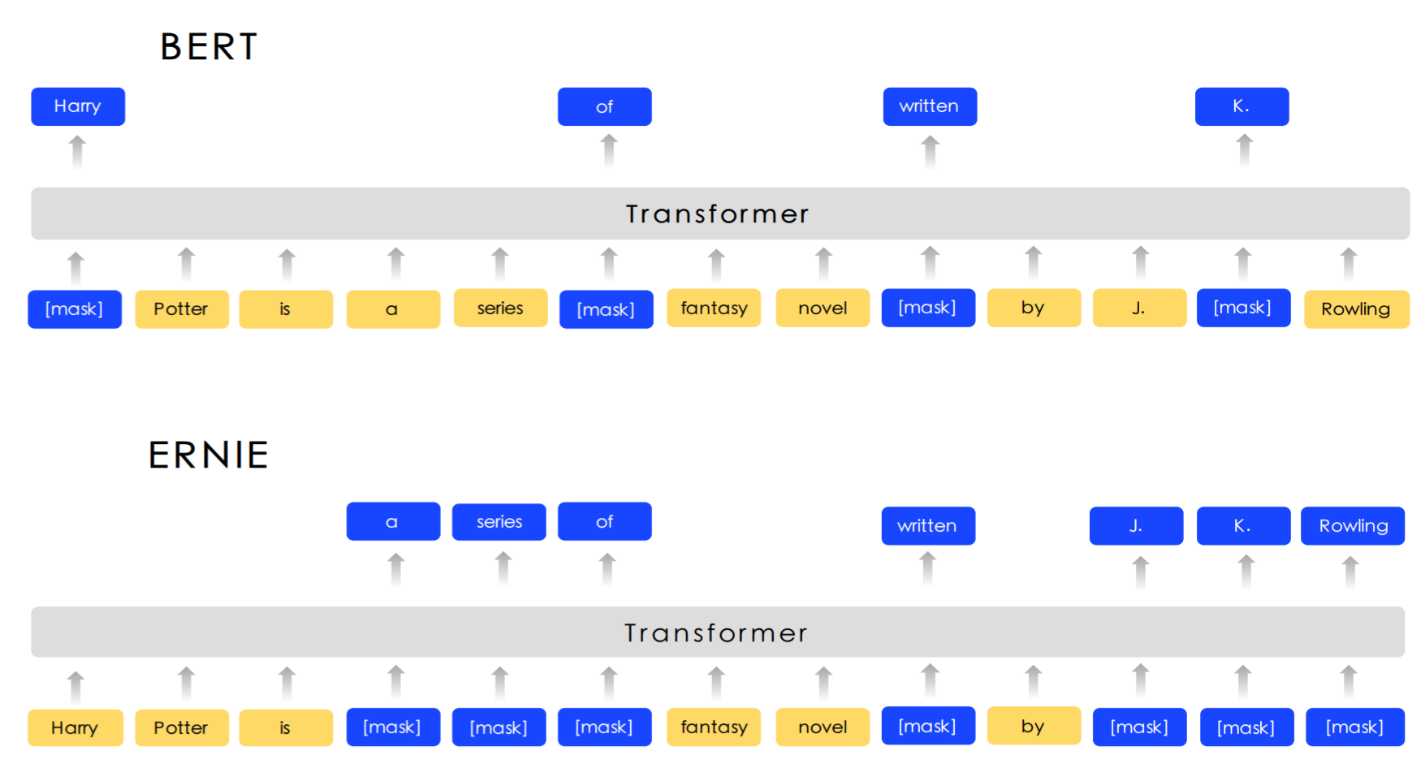 BERT
Harry of written K.
Transformer
[mask] Potter is a series [mask] fantasy novel [mask] by J. [mask] Rowling
ERNIE
a series of written J. K. Rowling
Transformer
Harry Potter is [mask] [mask] [mask] fantasy novel [mask] by [mask] [mask] [mask]